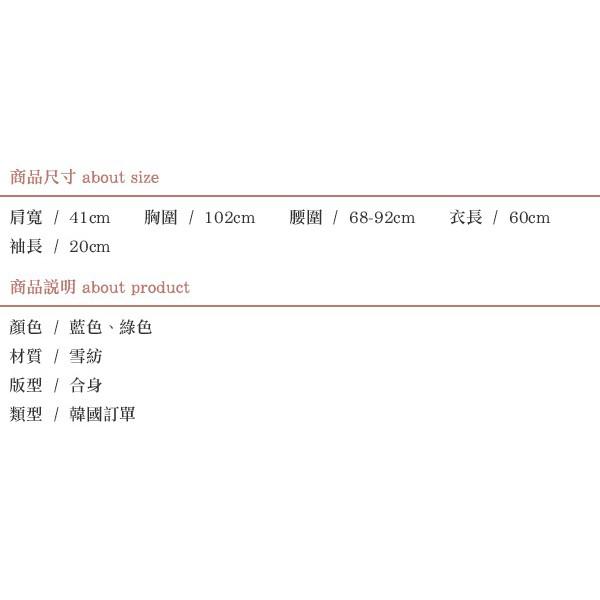 商品尺寸 about size
肩寬 / 41cm 胸圍 / 102cm 腰圍 / 68-92cm 衣長 / 60cm
袖長 / 20cm
商品說明 about product
顏色 / 藍色、綠色
材質 / 雪紡
版型 / 合身
類型 / 韓國訂單